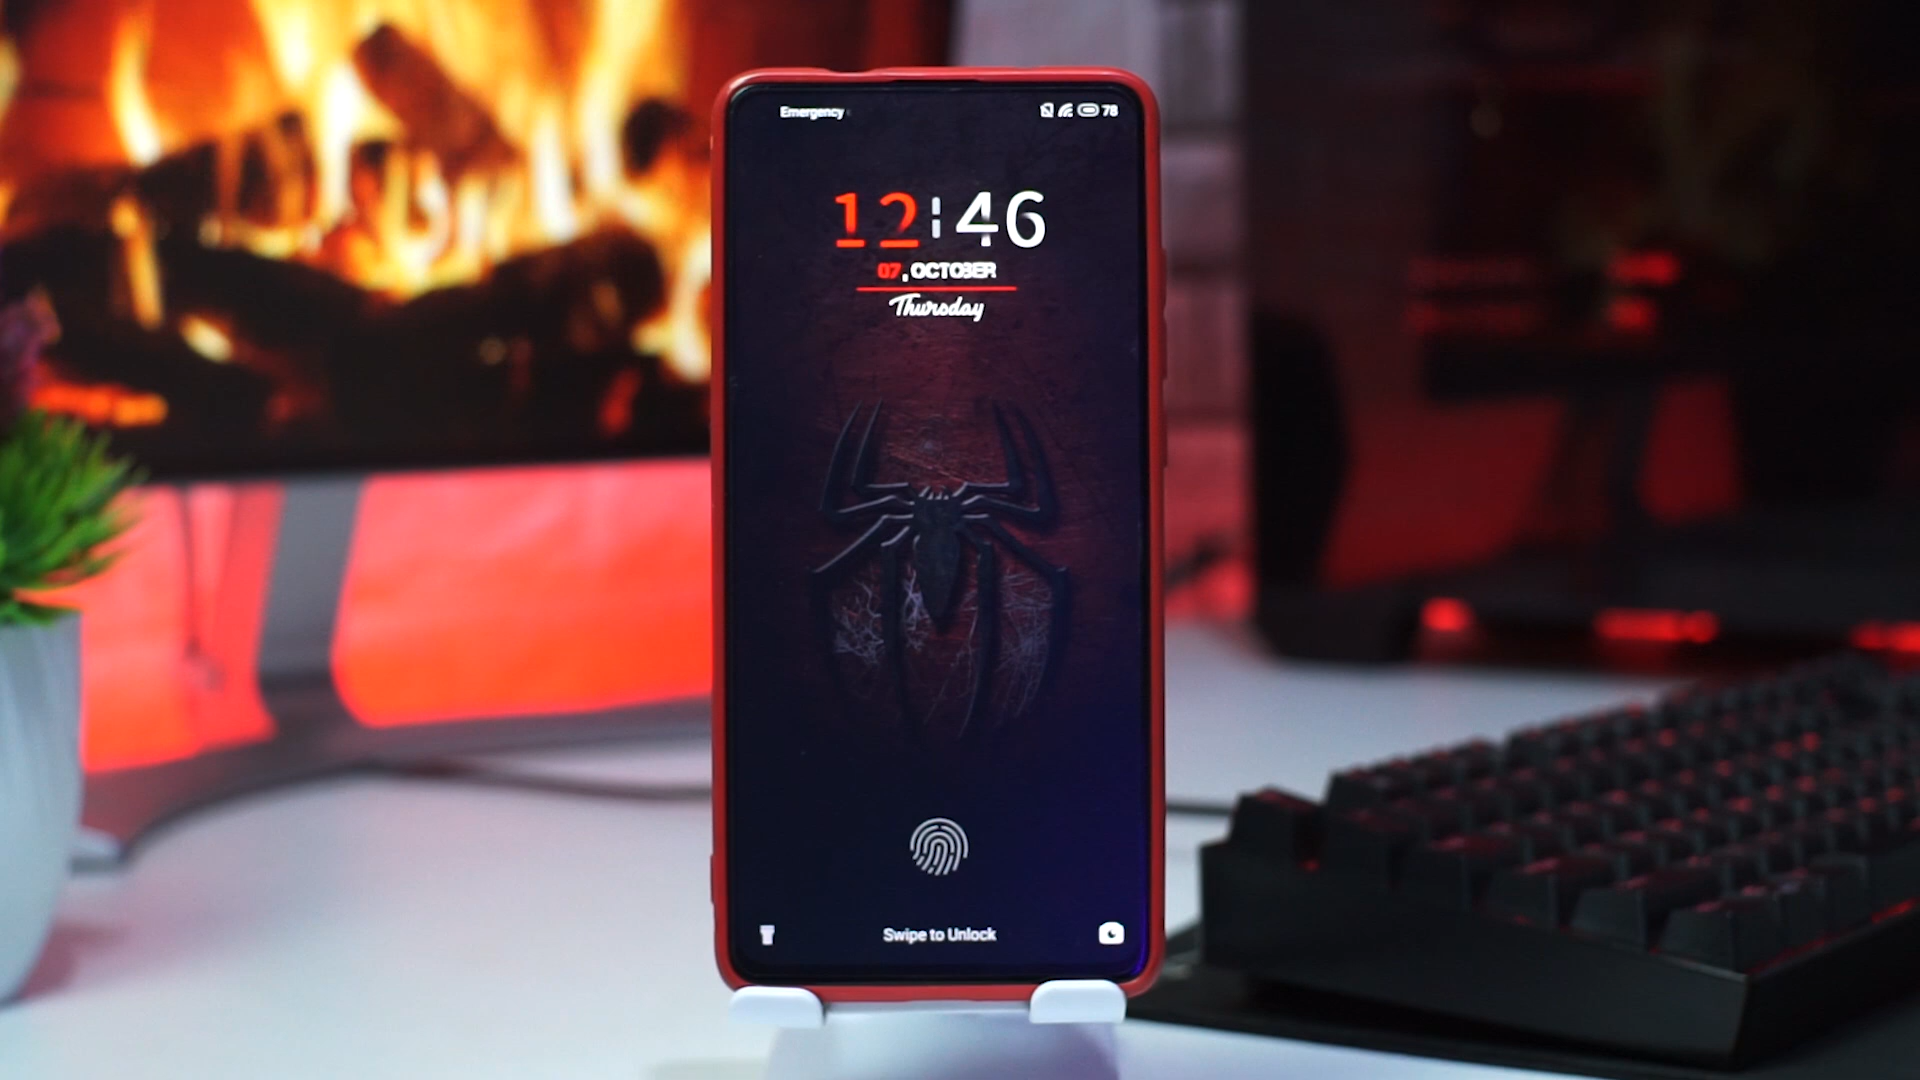 Emergency
78
12:46
07, OCTOBER
Thursday
Swipe to Unlock